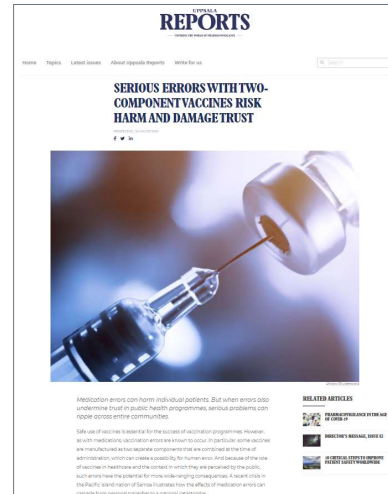 UPPSALA
REPORTS
Home Topics Latest issues About Uppsala Reports Write for us
Search
SERIOUS ERRORS WITH TWO-
COMPONENT VACCINES RISK
HARM AND DAMAGE TRUST
Medication errors can harm individual patients. But when errors also
undermine trust in public health programmes, serious problems can
ripple across entire communities.
RELATED ARTICLES
PHARMACOVIGILANCE IN THE AGE
OF COVID-19
DIRECTOR'S MESSAGE, ISSUE 82
10 CRITICAL STEPS TO IMPROVE
PATIENT SAFETY WORLDWIDE
Safe use of vaccines is essential for the success of vaccination programmes. However,
as with medications, vaccination errors are known to occur. In particular, some vaccines
are manufactured as two separate components that are combined at the time of
administration, which can create a possibility for human error. And because of the role
of vaccines in healthcare and the context in which they are perceived by the public,
such errors have the potential for more wide-ranging consequences. A recent crisis in
the Pacific island nation of Samoa illustrates how the effects of medication errors can